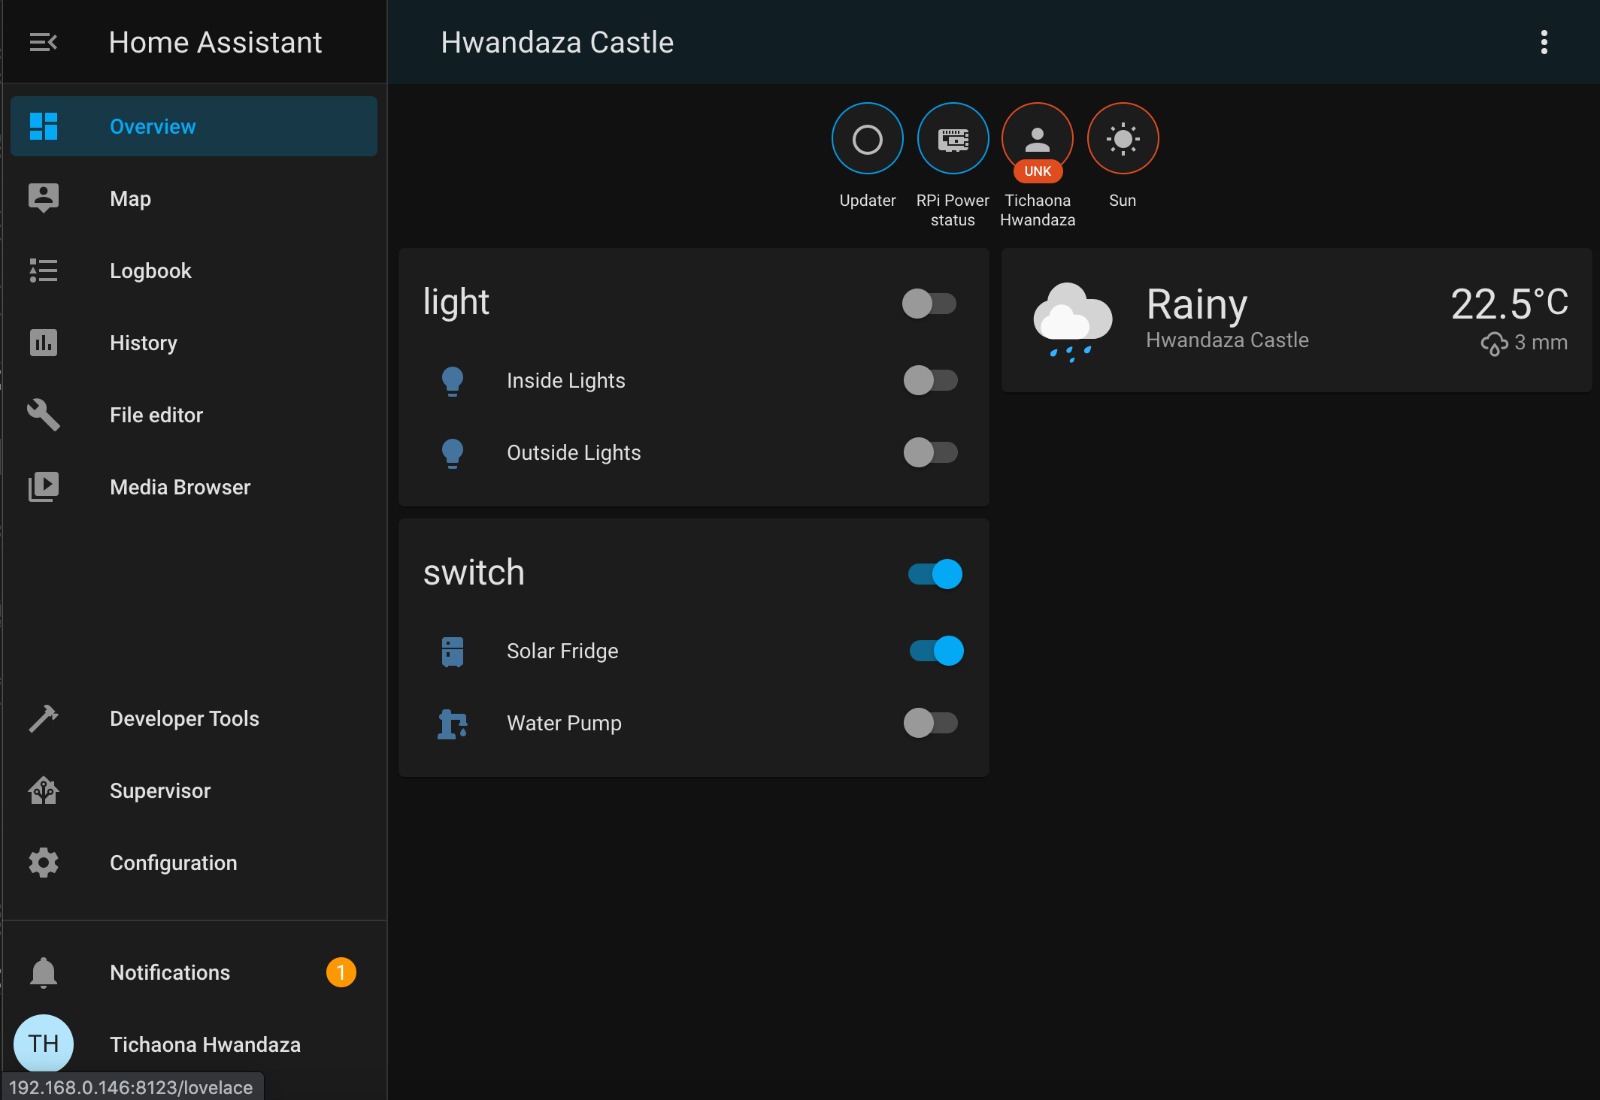 Home Assistant
Hwandaza Castle
Overview
Map
Logbook
History
File editor
Media Browser
Developer Tools
Supervisor
Configuration
Notifications
1
TH
Tichaona Hwandaza
192.168.0.146:8123/lovelace
Updater
RPi Power
status
UNK
Tichaona
Hwandaza
Sun
light
Inside Lights
Outside Lights
switch
Solar Fridge
Water Pump
Rainy
Hwandaza Castle
22.5°C
3 mm